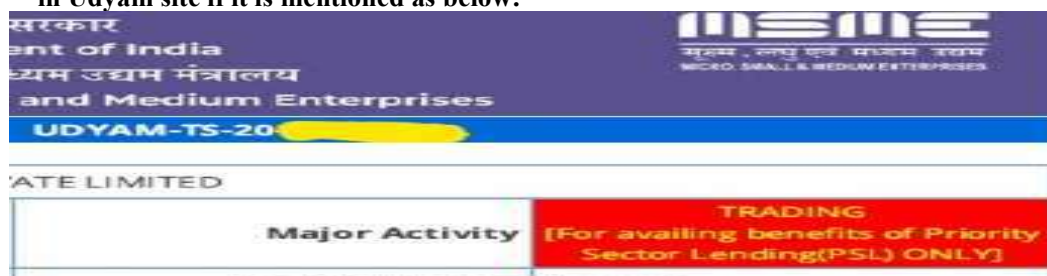 in Udyam site if it is mentioned as below:
सरकार
ent of India
उद्यम मंत्रालय
and Medium Enterprises
MSME
सूक्ष्म, लघु एवं मध्यम उद्यम
MICRO, SMALL & MEDIUM ENTERPRISES
UDYAM-TS-20
ATE LIMITED
Major Activity
TRADING
[For availing benefits of Priority
Sector Lending(PSL) ONLY]